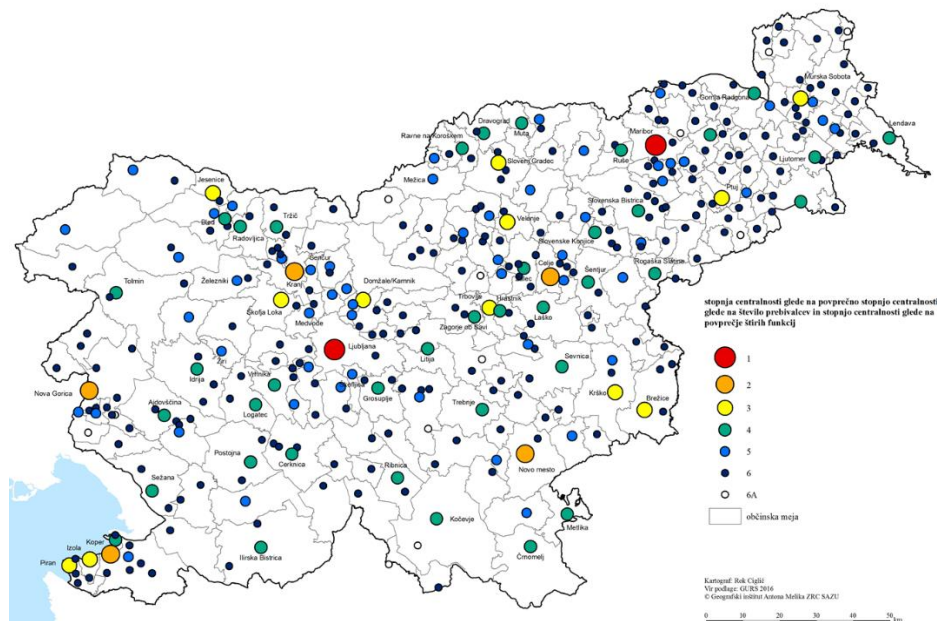 Murska Sobota
Gornja Radgona
Dravograd
Muta
Lendava
Maribor
Ravne na Koroškem
Ruše
Ljutomer
Slovenj Gradec
Mežica
Jesenice
Ptuj
Slovenska Bistrica
Bled
Tržič
Velenje
Radovljica
Slovenske Konjice
Šenčur
Rogaška Slatina
Celje
Šentjur
Železniki
Kranj
Domžale/Kamnik
Tolmin
Trbovlje
Hrastnik
Škofja Loka
Laško
Medvode
Zagorje ob Savi
Ljubljana
Litija
Sevnica
Žiri
Idrija
Vrhnika
Škofljica
Nova Gorica
Krško
Grosuplje
Brežice
Ajdovščina
Logatec
Trebnje
Postojna
Cerknica
Ribnica
Novo mesto
Sežana
Kočevje
Metlika
Koper
Izola
Črnomelj
Ilirska Bistrica
Piran
stopnja centralnosti glede na povprečno stopnjo centralnosti
glede na število prebivalcev in stopnjo centralnosti glede na
povprečje štirih funkcij
1
2
3
4
5
6
6A
občinska meja
Kartograf: Rok Ciglič
Vir podlage: GURS 2016
© Geografski inštitut Antona Melika ZRC SAZU
0 10 20 30 40 50
km